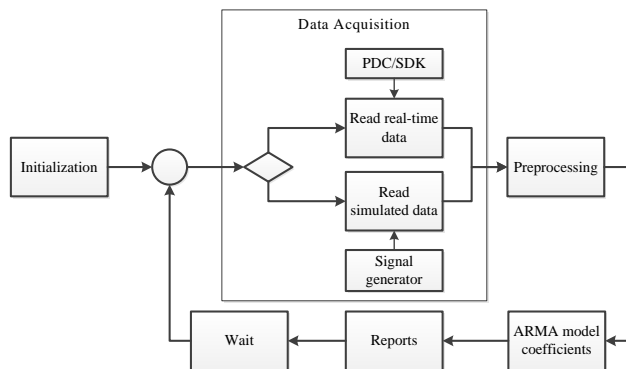 Data Acquisition
PDC/SDK
Read real-time
data
Initialization
Preprocessing
Read
simulated data
Signal
generator
Wait
Reports
ARMA model
coefficients